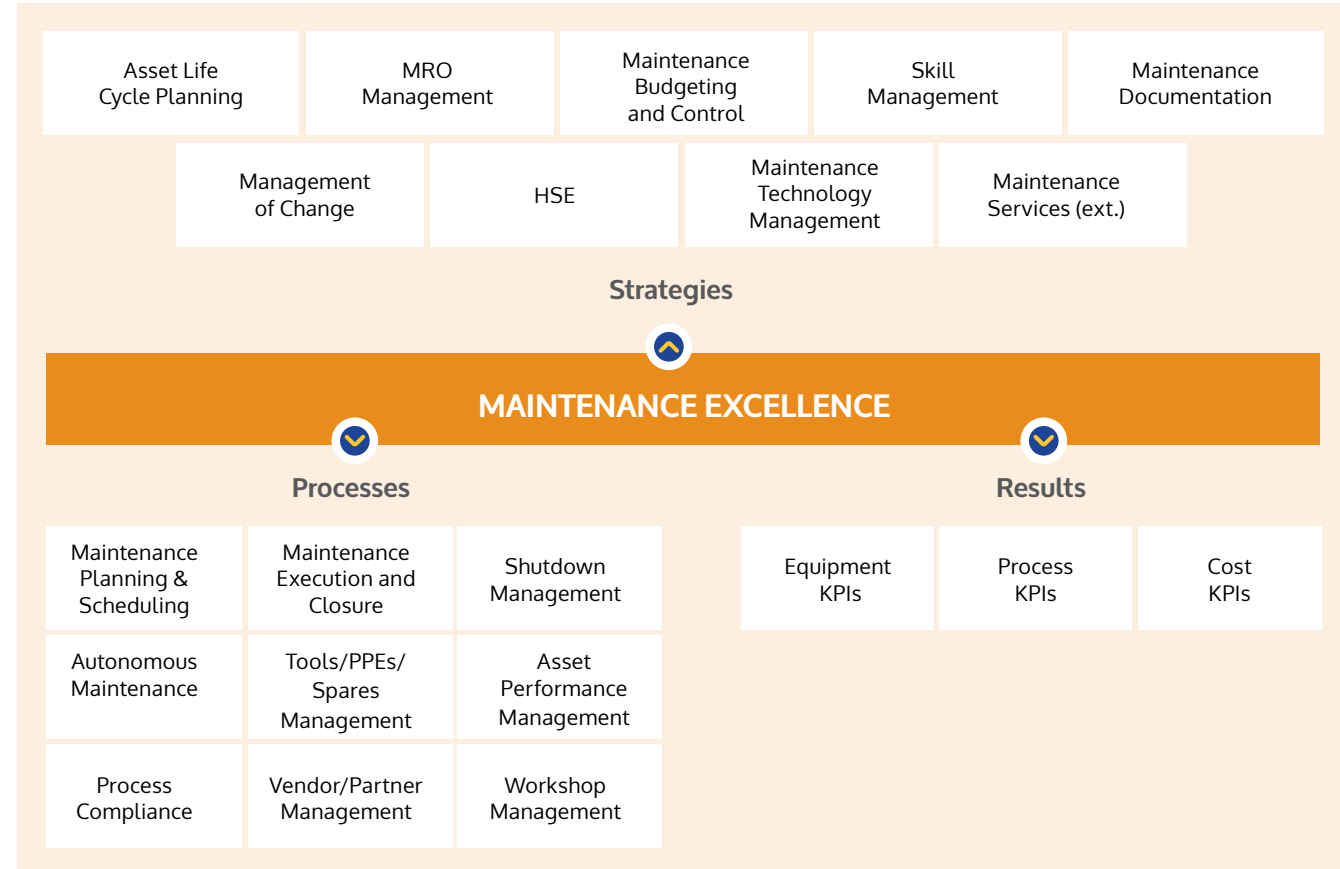 Asset Life
Cycle Planning
MRO
Management
Maintenance
Budgeting
and Control
Skill
Management
Maintenance
Documentation
Management
of Change
HSE
Maintenance
Technology
Management
Maintenance
Services (ext.)
Strategies
MAINTENANCE EXCELLENCE
Processes
Maintenance
Planning &
Scheduling
Maintenance
Execution and
Closure
Shutdown
Management
Autonomous
Maintenance
Tools/PPEs/
Spares
Management
Asset
Performance
Management
Process
Compliance
Vendor/Partner
Management
Workshop
Management
Results
Equipment
KPIs
Process
KPIs
Cost
KPIs